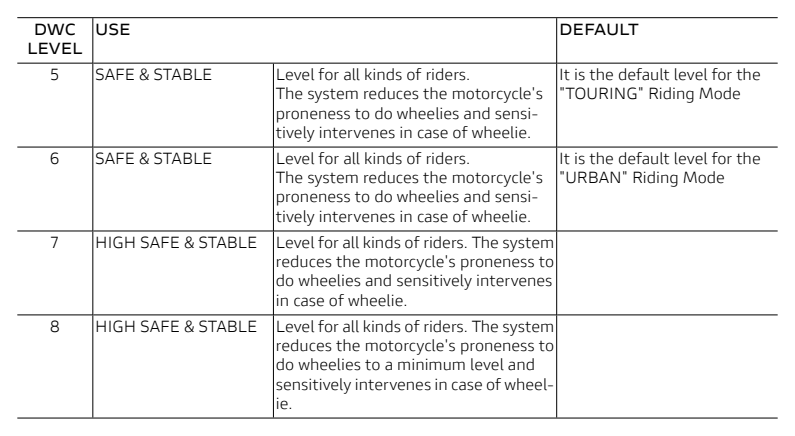 DWC LEVEL USE DEFAULT
5 SAFE & STABLE Level for all kinds of riders. It is the default level for the
The system reduces the motorcycle's "TOURING" Riding Mode
proneness to do wheelies and sensi-
tively intervenes in case of wheelie.
6 SAFE & STABLE Level for all kinds of riders. It is the default level for the
The system reduces the motorcycle's "URBAN" Riding Mode
proneness to do wheelies and sensi-
tively intervenes in case of wheelie.
7 HIGH SAFE & STABLE Level for all kinds of riders. The system
reduces the motorcycle's proneness to
do wheelies and sensitively intervenes
in case of wheelie.
8 HIGH SAFE & STABLE Level for all kinds of riders. The system
reduces the motorcycle's proneness to
do wheelies to a minimum level and
sensitively intervenes in case of wheel-
ie.